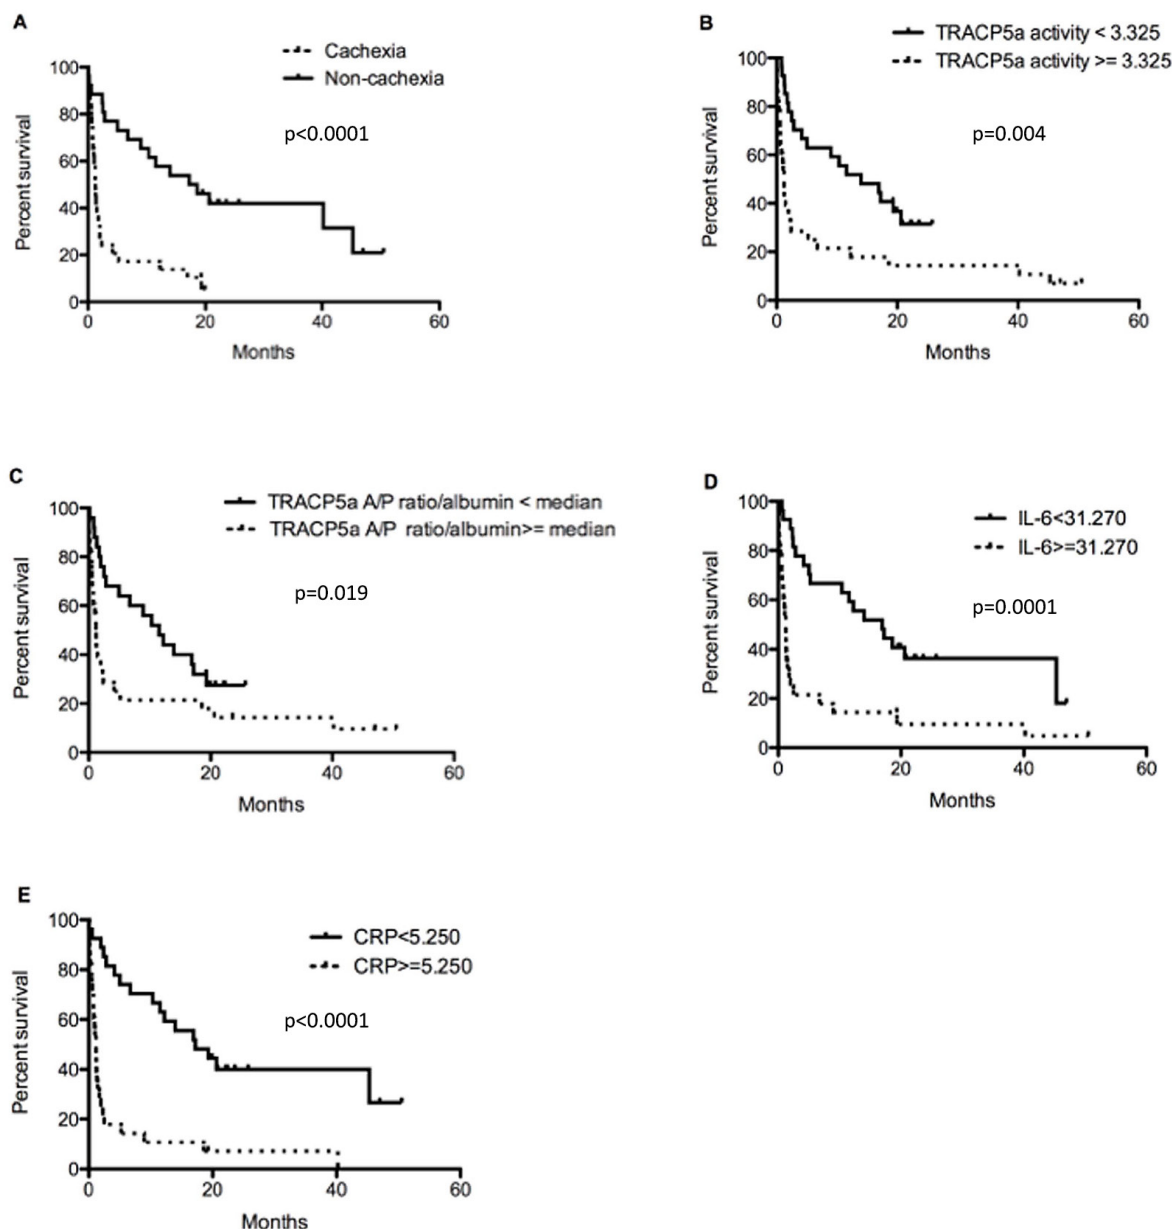 A
Cachexia
Non-cachexia
p<0.0001
Percent survival
100
80
60
40
20
0
0 20 40 60
Months
B
TRACP5a activity < 3.325
TRACP5a activity >= 3.325
p=0.004
Percent survival
100
80
60
40
20
0
0 20 40 60
Months
C
TRACP5a A/P ratio/albumin < median
TRACP5a A/P ratio/albumin>= median
p=0.019
Percent survival
100
80
60
40
20
0
0 20 40 60
Months
D
IL-6<31.270
IL-6>=31.270
p=0.0001
Percent survival
100
80
60
40
20
0
0 20 40 60
Months
E
CRP<5.250
CRP>=5.250
p<0.0001
Percent survival
100
80
60
40
20
0
0 20 40 60
Months